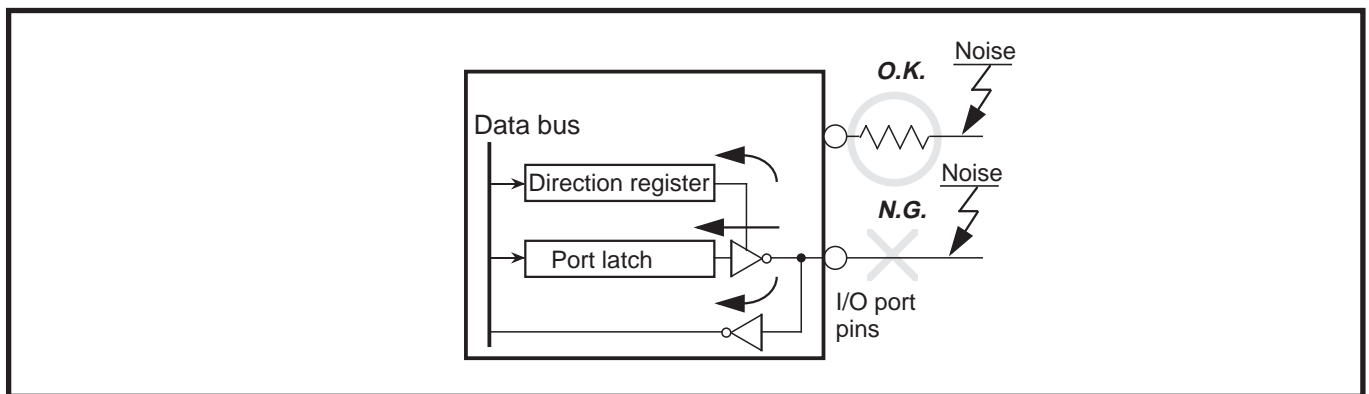 Noise
O.K.
Data bus
Direction register
Noise
N.G.
Port latch
I/O port
pins